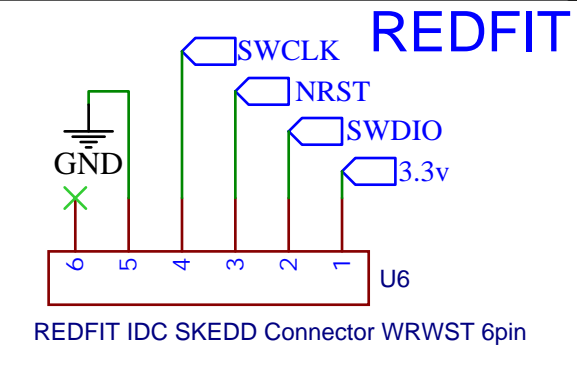 REDFIT
SWCLK
NRST
SWDIO
3.3v
GND
6 5 4 3 2 1
U6
REDFIT IDC SKEDD Connector WRWST 6pin